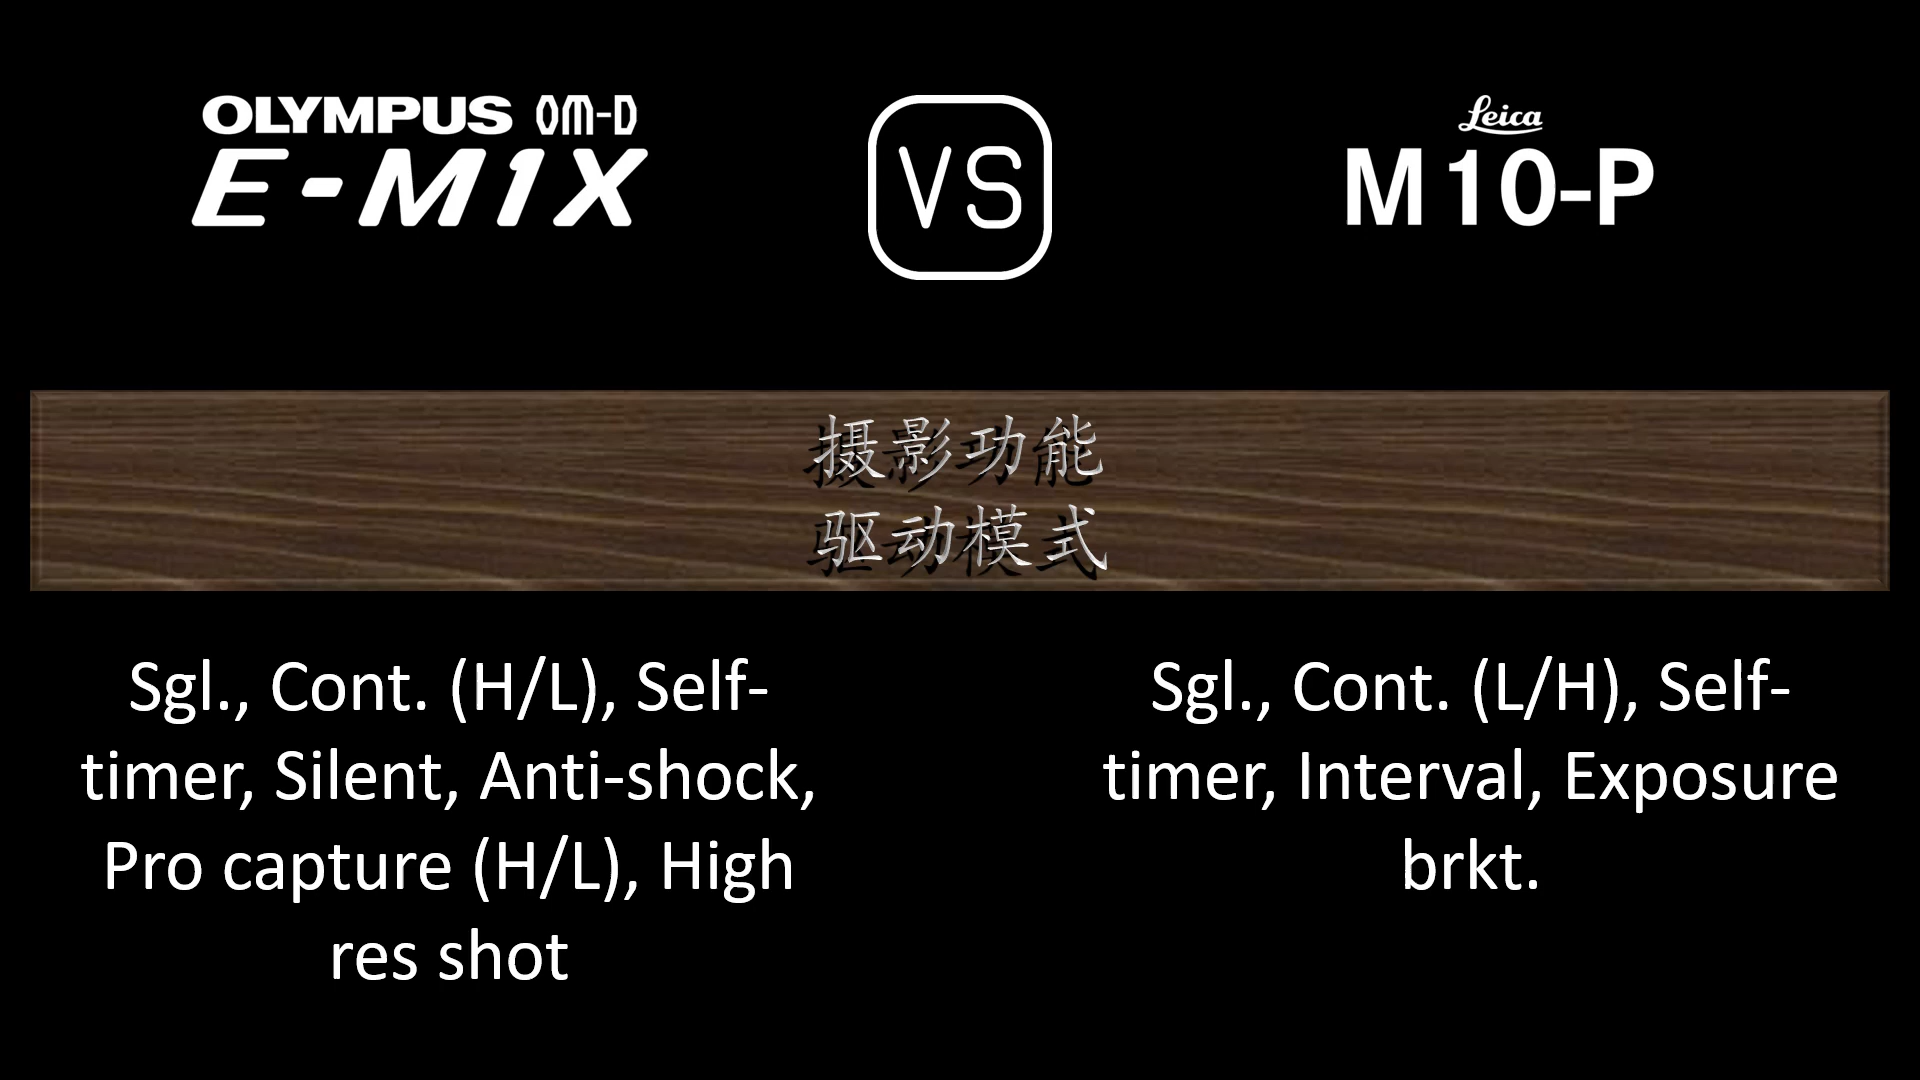 OLYMPUS OM-D
E-M1X
VS
Leica
M10-P
摄影功能
驱动模式
Sgl., Cont. (H/L), Self-
timer, Silent, Anti-shock,
Pro capture (H/L), High
res shot
Sgl., Cont. (L/H), Self-
timer, Interval, Exposure
brkt.